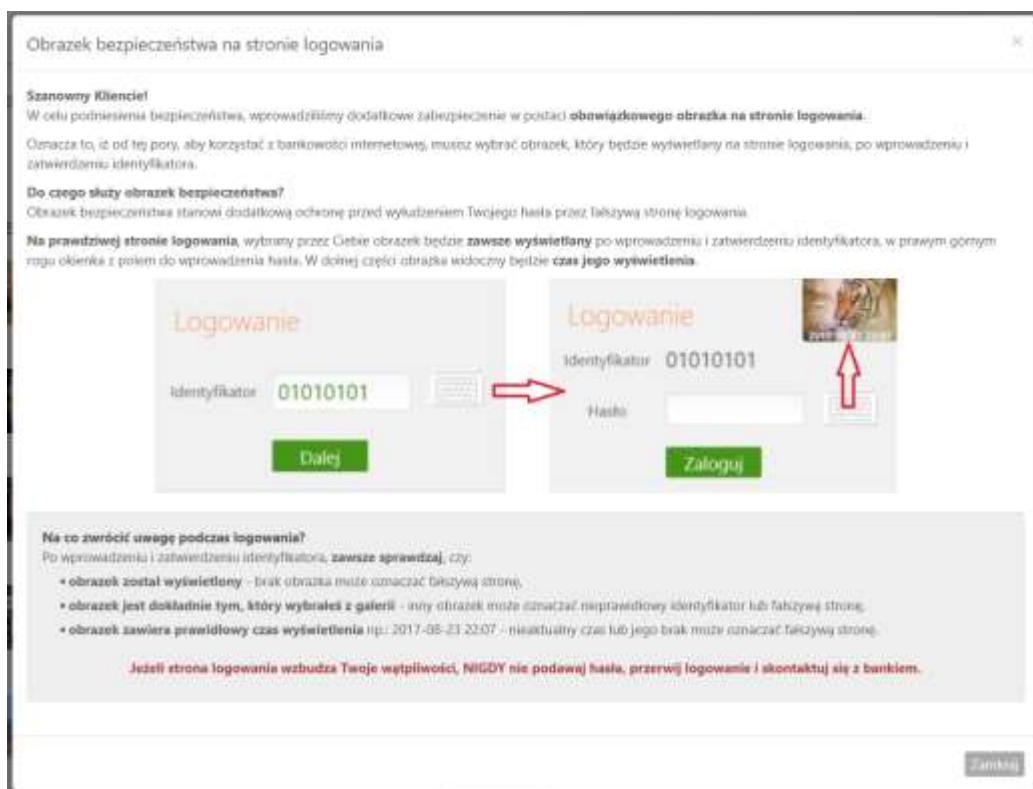 Obrazek bezpieczeństwa na stronie logowania
Szanowny Kliencie!
W celu podniesienia bezpieczeństwa, wprowadziliśmy dodatkowe zabezpieczenie w postaci obowiązkowego obrazka na stronie logowania.
Oznacza to, iż od tej pory, aby korzystać z bankowości internetowej, musisz wybrać obrazek, który będzie wyświetlany na stronie logowania, po wprowadzeniu i
zatwierdzeniu identyfikatora.
Do czego służy obrazek bezpieczeństwa?
Obrazek bezpieczeństwa stanowi dodatkową ochronę przed wyłudzeniem Twojego hasła przez fałszywą stronę logowania.
Na prawdziwej stronie logowania, wybrany przez Ciebie obrazek będzie zawsze wyświetlany po wprowadzeniu i zatwierdzeniu identyfikatora, w prawym górnym
rogu okienka z polem do wprowadzenia hasła. W dolnej części obrazka widoczny będzie czas jego wyświetlenia.
Logowanie
Identyfikator 01010101
Dalej
Logowanie
Identyfikator 01010101
Hasło
Zaloguj
Na co zwrócić uwagę podczas logowania?
Po wprowadzeniu i zatwierdzeniu identyfikatora, zawsze sprawdzaj, czy:
• obrazek został wyświetlony - brak obrazka może oznaczać fałszywą stronę,
• obrazek jest dokładnie tym, który wybrałeś z galerii - inny obrazek może oznaczać nieprawidłowy identyfikator lub fałszywą stronę,
• obrazek zawiera prawidłowy czas wyświetlenia np.: 2017-08-23 22:07 - nieaktualny czas lub jego brak może oznaczać fałszywą stronę.
Jeżeli strona logowania wzbudza Twoje wątpliwości, NIGDY nie podawaj hasła, przerwij logowanie i skontaktuj się z bankiem.
Zamknij